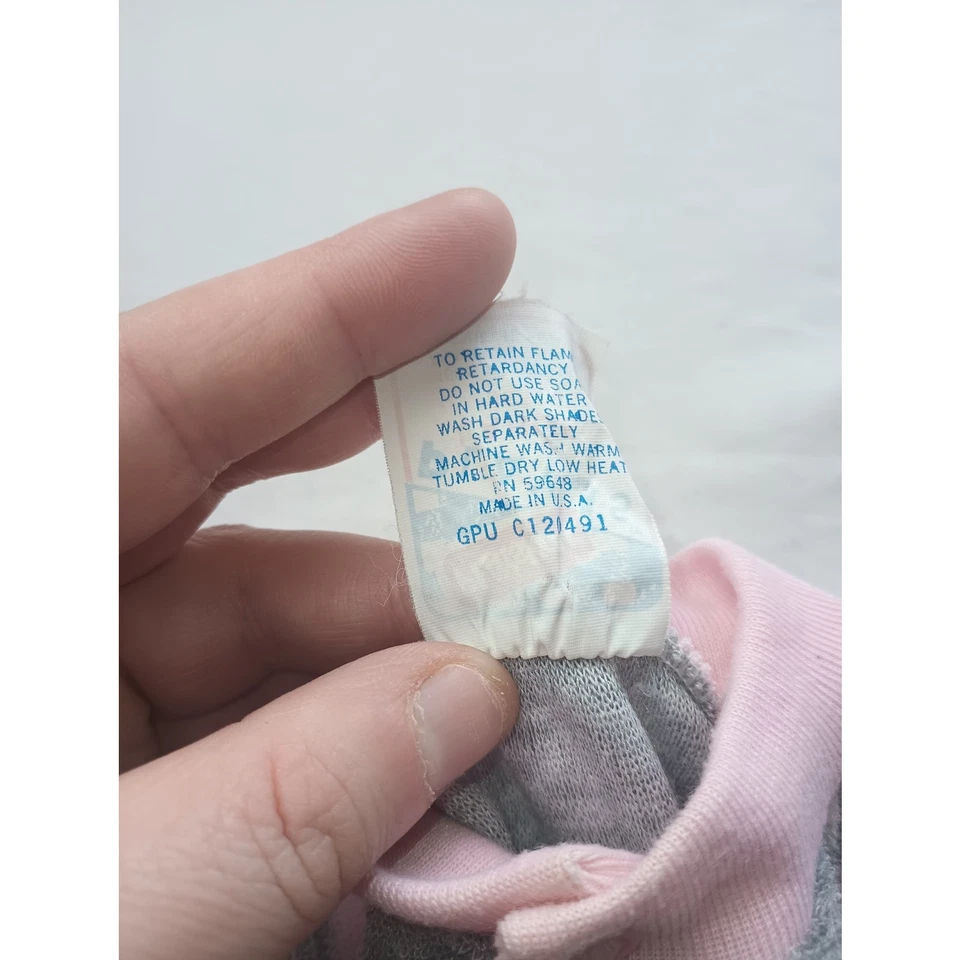 TO RETAIN FLAM
RETARDANCY
DO NOT USE SOA
IN HARD WATER
WASH DARK SHADE
SEPARATELY
MACHINE WASH WARM
TUMBLE DRY LOW HEAT
RN 59648
MADE IN U.S.A.
GPU C120491